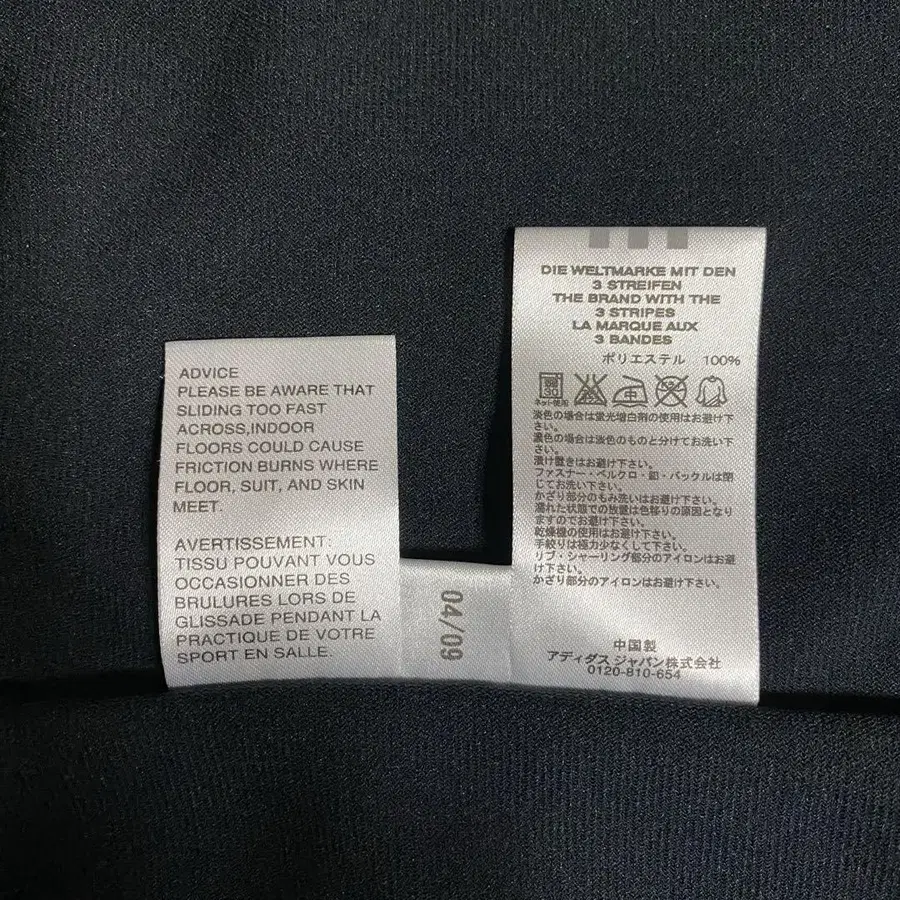 ADVICE
PLEASE BE AWARE THAT
SLIDING TOO FAST
ACROSS,INDOOR
FLOORS COULD CAUSE
FRICTION BURNS WHERE
FLOOR, SUIT, AND SKIN
MEET.
AVERTISSEMENT:
TISSU POUVANT VOUS
OCCASIONNER DES
BRULURES LORS DE
GLISSADE PENDANT LA
PRACTIQUE DE VOTRE
SPORT EN SALLE.
04/09
DIE WELTMARKE MIT DEN
3 STREIFEN
THE BRAND WITH THE
3 STRIPES
LA MARQUE AUX
3 BANDES
ポリエステル 100%
ネット使用
淡色の場合は蛍光増白剤の使用はお避け下
さい。
濃色の場合は淡色のものと分けてお洗い下
さい。
漬け置きはお避け下さい。
ファスナー・ベルクロ・釦・バックルは閉
じてお洗い下さい。
かざり部分のもみ洗いはお避け下さい。
濡れた状態での放置は色移りの原因となり
ますのでお避け下さい。
乾燥機の使用はお避け下さい。
手絞りは極力少なくして下さい。
リブ・シャーリング部分のアイロンはお避
け下さい。
かざり部分のアイロンはお避け下さい。
中国製
アディダス ジャパン株式会社
0120-810-654